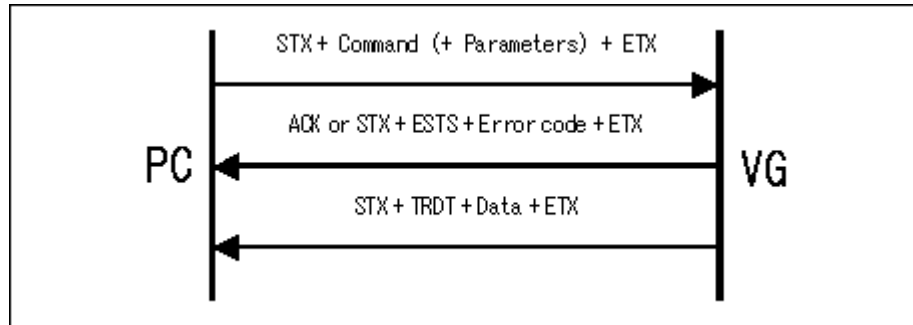 STX + Command (+ Parameters) + ETX
ACK or STX + ESTS + Error code + ETX
PC
VG
STX + TRDT + Data + ETX